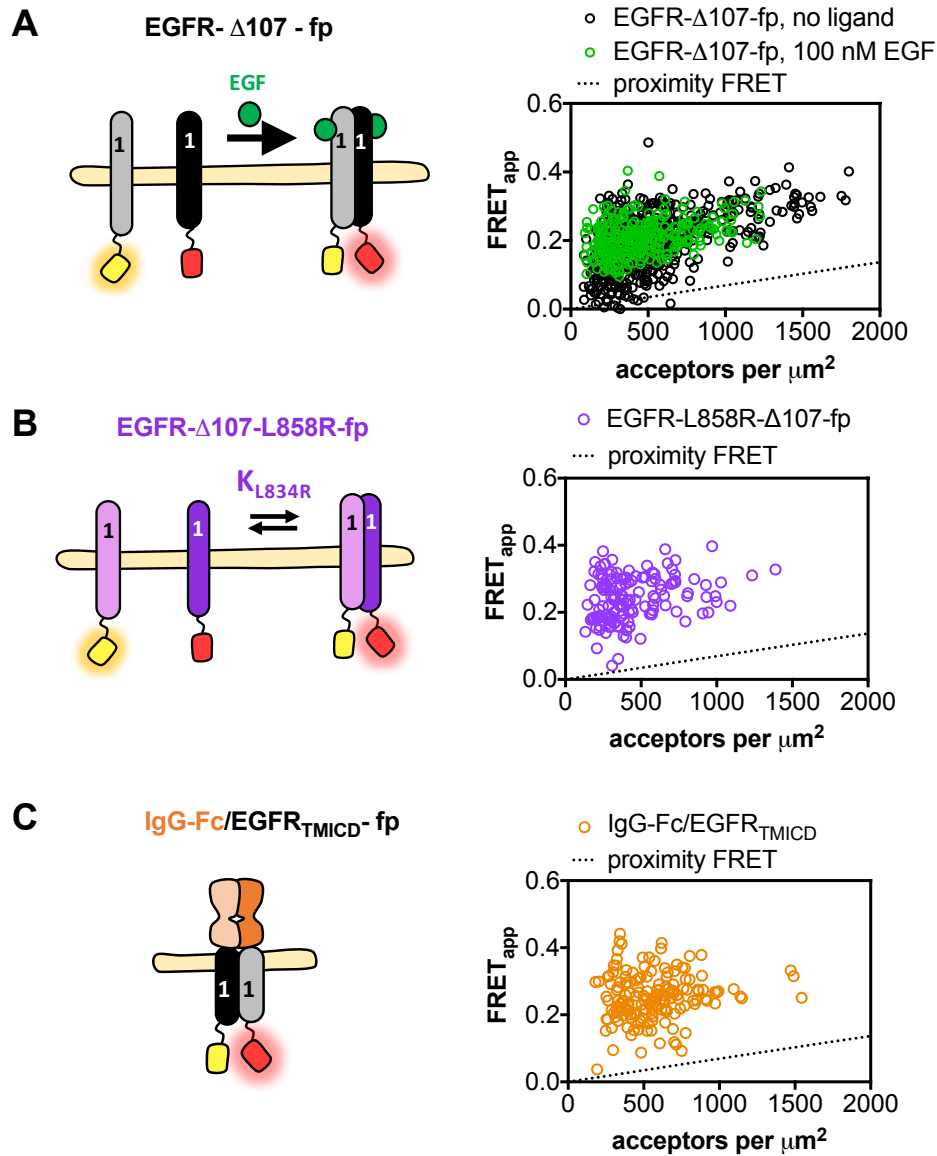 A
EGFR- Δ107 - fp
EGF
1
1
1
○ EGFR-Δ107-fp, no ligand
○ EGFR-Δ107-fp, 100 nM EGF
proximity FRET
FRETapp
0.6
0.4
0.2
0.0
0 500 1000 1500 2000
acceptors per μm²
B
EGFR-Δ107-L858R-fp
KL834R
1
1
1
1
EGFR-L858R-Δ107-fp
proximity FRET
FRETapp
0.6
0.4
0.2
0.0
0 500 1000 1500 2000
acceptors per μm²
C
IgG-Fc/EGFRTMICD- fp
1
1
IgG-Fc/EGFRTMICD
proximity FRET
FRETapp
0.6
0.4
0.2
0.0
0 500 1000 1500 2000
acceptors per μm²